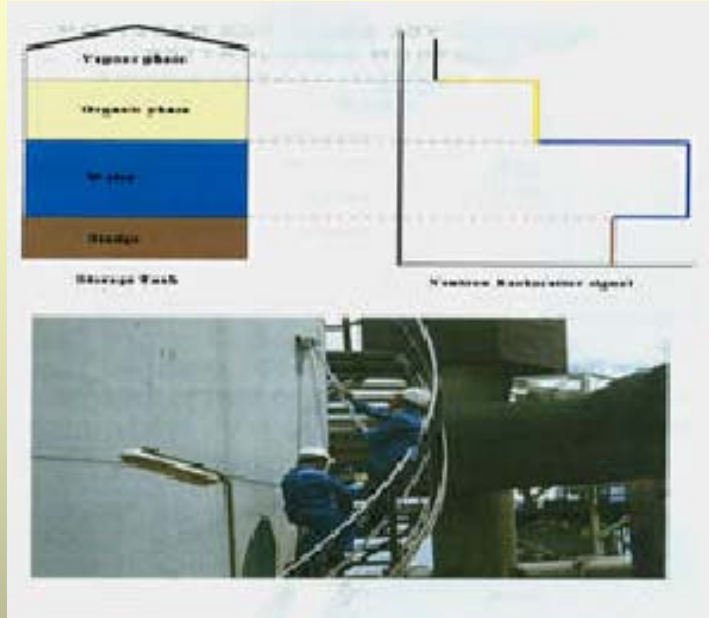 Vapour phase
Organic phase
Water
Sludge
Storage Tank
Neutron Backscatter signal